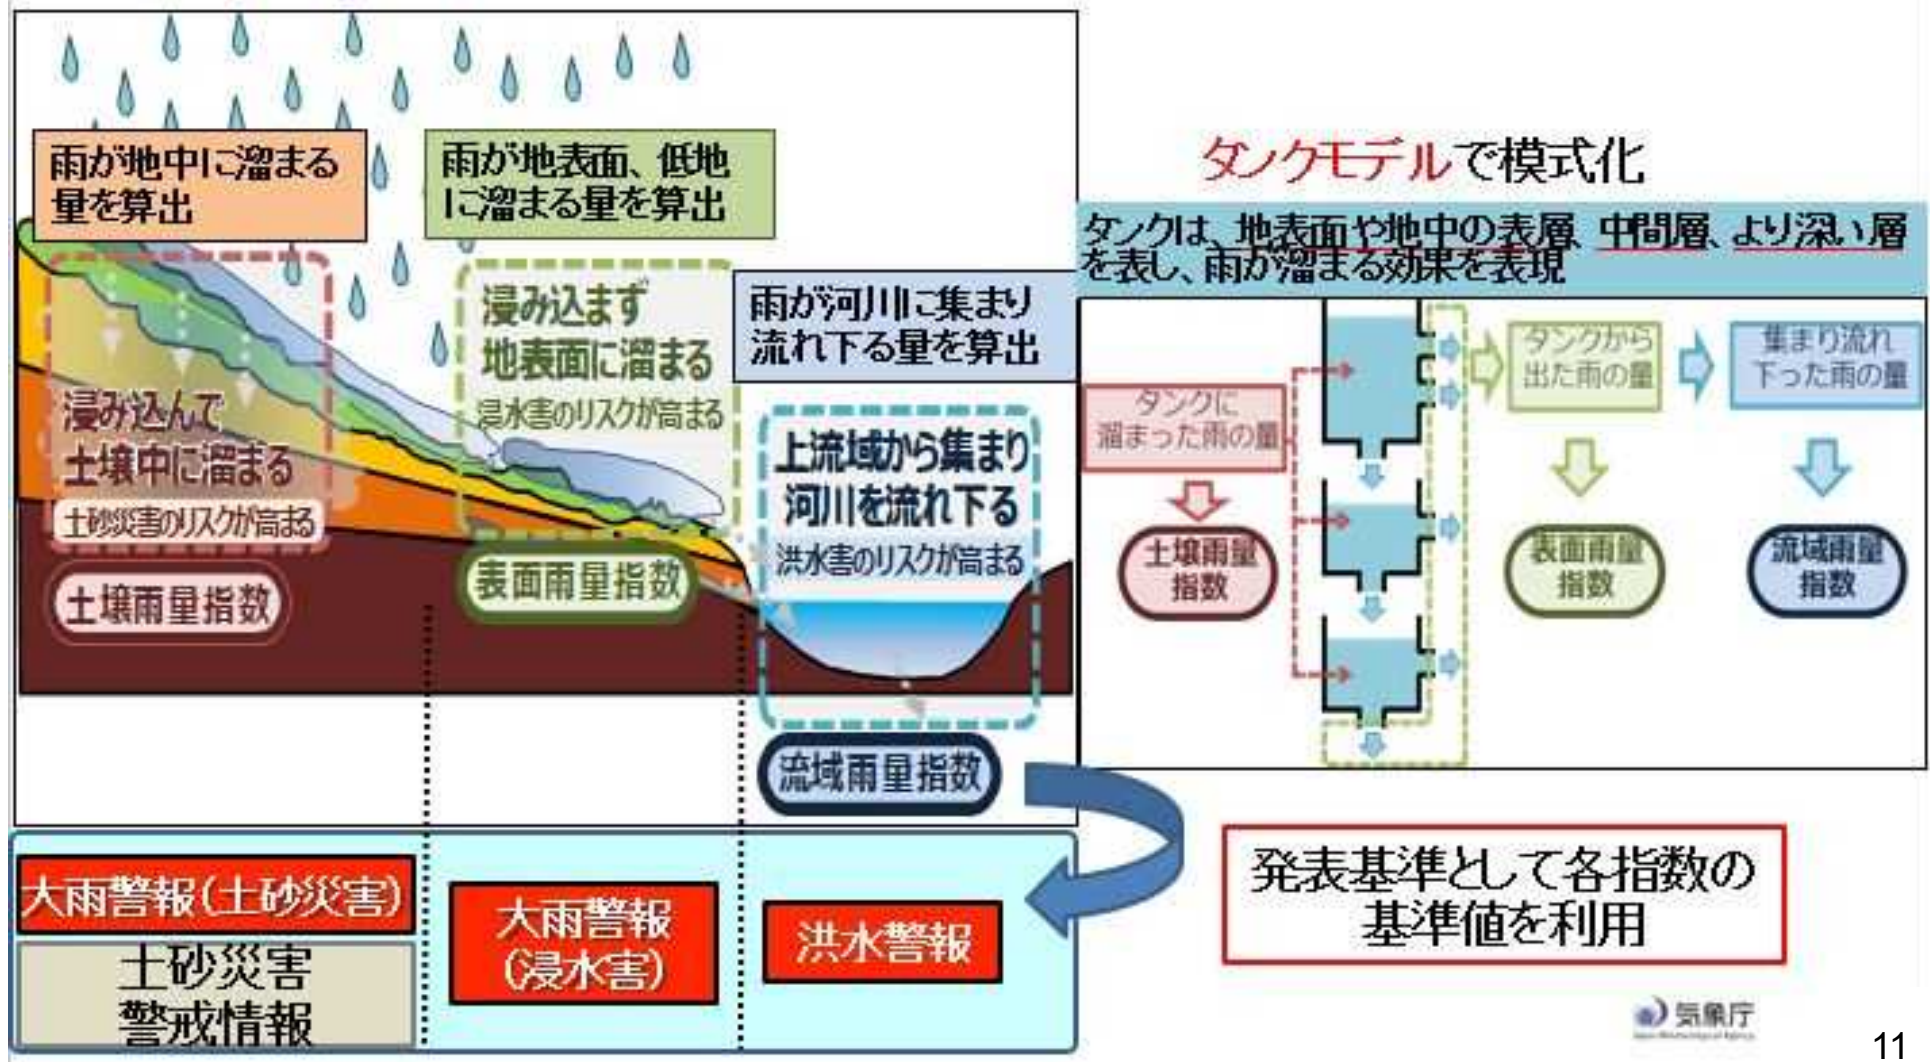 雨が地中に溜まる
量を算出
雨が地表面、低地
に溜まる量を算出
雨が河川に集まり
流れ下る量を算出
浸み込んで
土壌中に溜まる
土砂災害のリスクが高まる
土壌雨量指数
浸み込まず
地表面に溜まる
浸水害のリスクが高まる
表面雨量指数
上流域から集まり
河川を流れ下る
洪水害のリスクが高まる
流域雨量指数
タンクモデルで模式化
タンクは、地表面や地中の表層、中間層、より深い層
を表し、雨が溜まる効果を表現
タンクに
溜まった雨の量
タンクから
出た雨の量
集まり流れ
下った雨の量
土壌雨量
指数
表面雨量
指数
流域雨量
指数
大雨警報(土砂災害)
土砂災害
警戒情報
大雨警報
(浸水害)
洪水警報
発表基準として各指数の
基準値を利用
気象庁
11